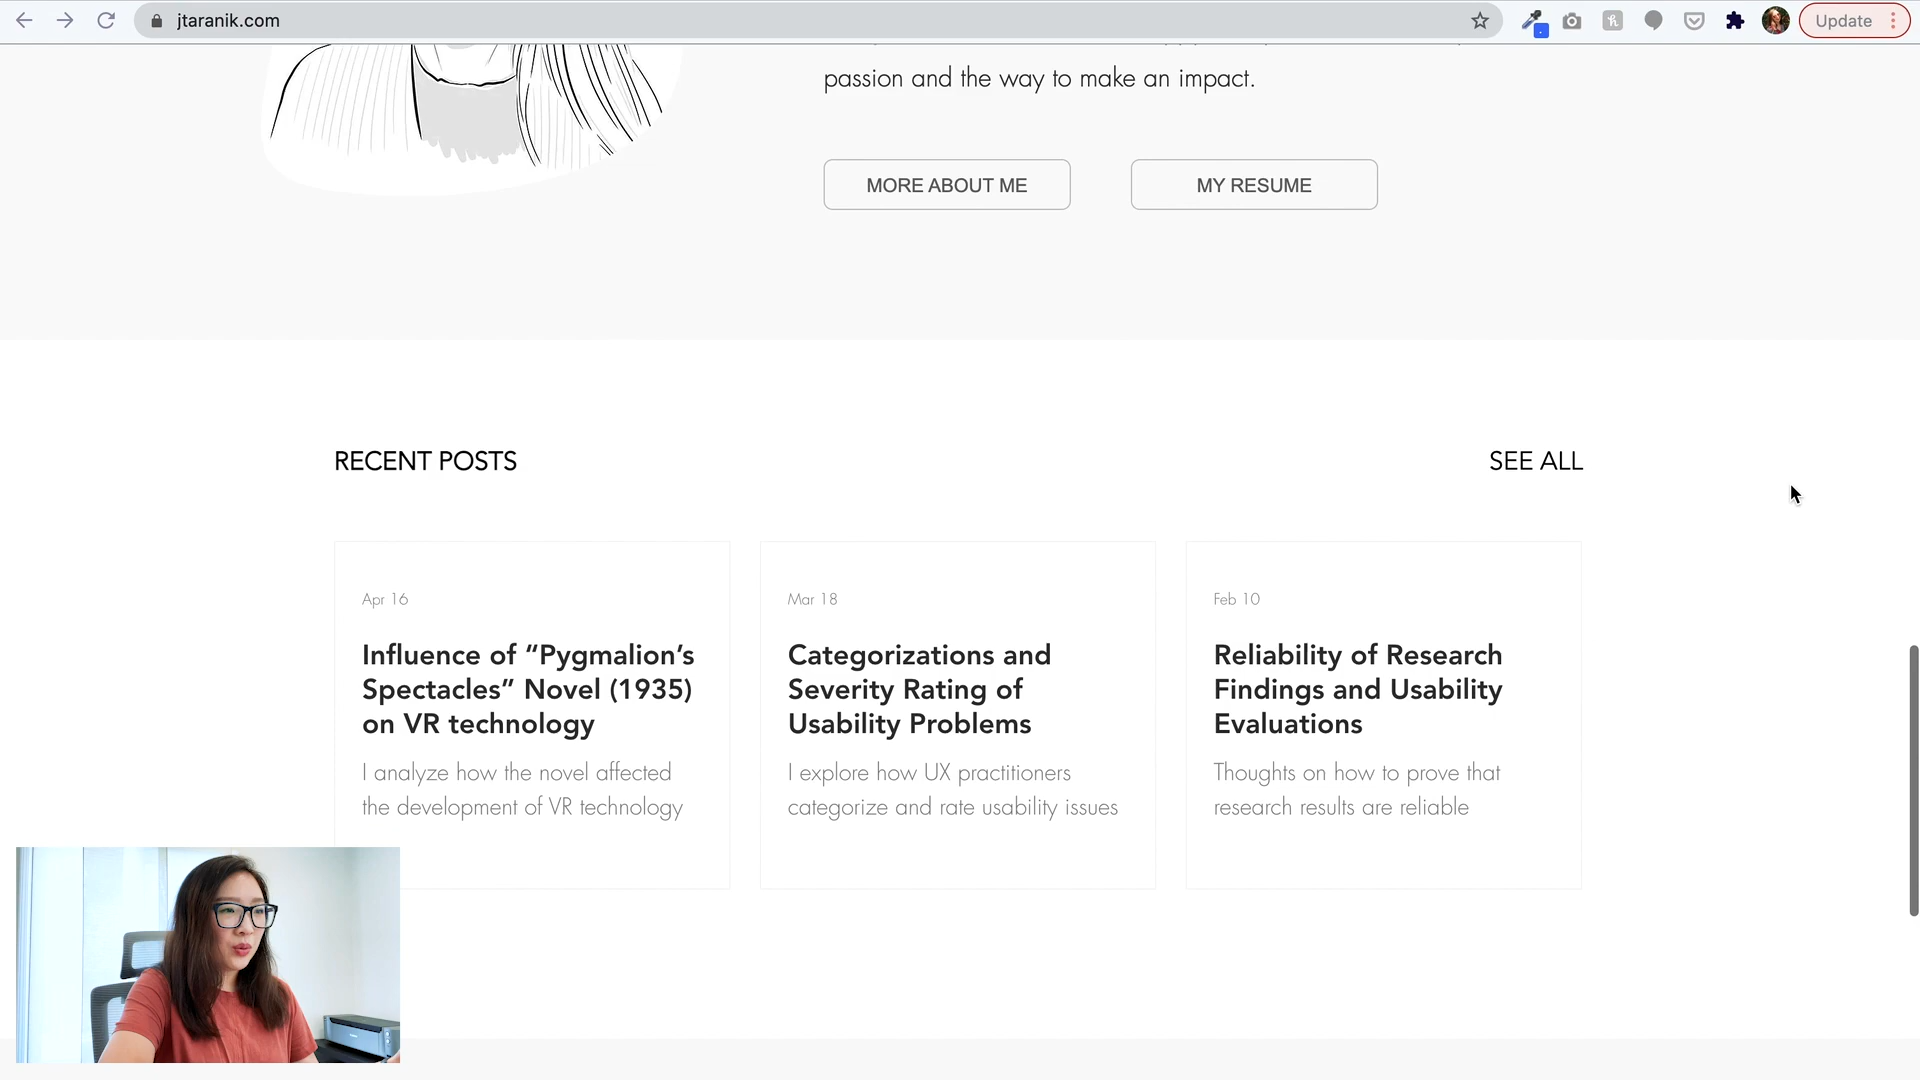 jtaranik.com
Update
passion and the way to make an impact.
MORE ABOUT ME
MY RESUME
RECENT POSTS
SEE ALL
Apr 16
Influence of “Pygmalion’s
Spectacles” Novel (1935)
on VR technology
I analyze how the novel affected
the development of VR technology
Mar 18
Categorizations and
Severity Rating of
Usability Problems
I explore how UX practitioners
categorize and rate usability issues
Feb 10
Reliability of Research
Findings and Usability
Evaluations
Thoughts on how to prove that
research results are reliable